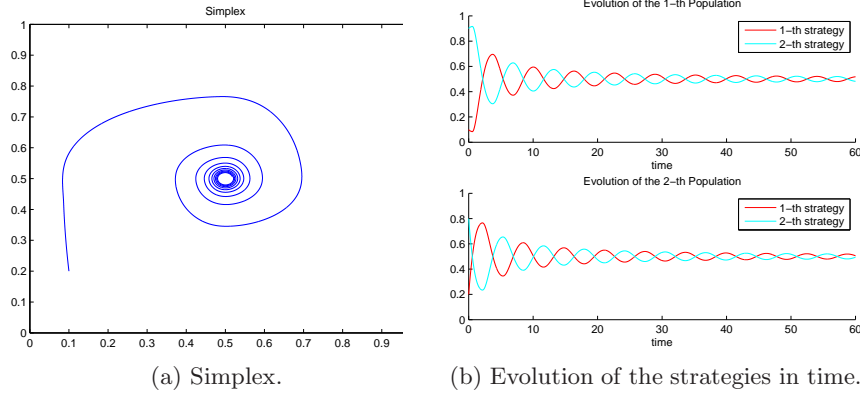 Simplex
1
0.9
0.8
0.7
0.6
0.5
0.4
0.3
0.2
0.1
0
0 0.1 0.2 0.3 0.4 0.5 0.6 0.7 0.8 0.9
(a) Simplex.
Evolution of the 1−th Population
1
0.8
0.6
0.4
0.2
0
1−th strategy
2−th strategy
0 10 20 30 40 50 60
time
Evolution of the 2−th Population
1
0.8
0.6
0.4
0.2
0
1−th strategy
2−th strategy
0 10 20 30 40 50 60
time
(b) Evolution of the strategies in time.